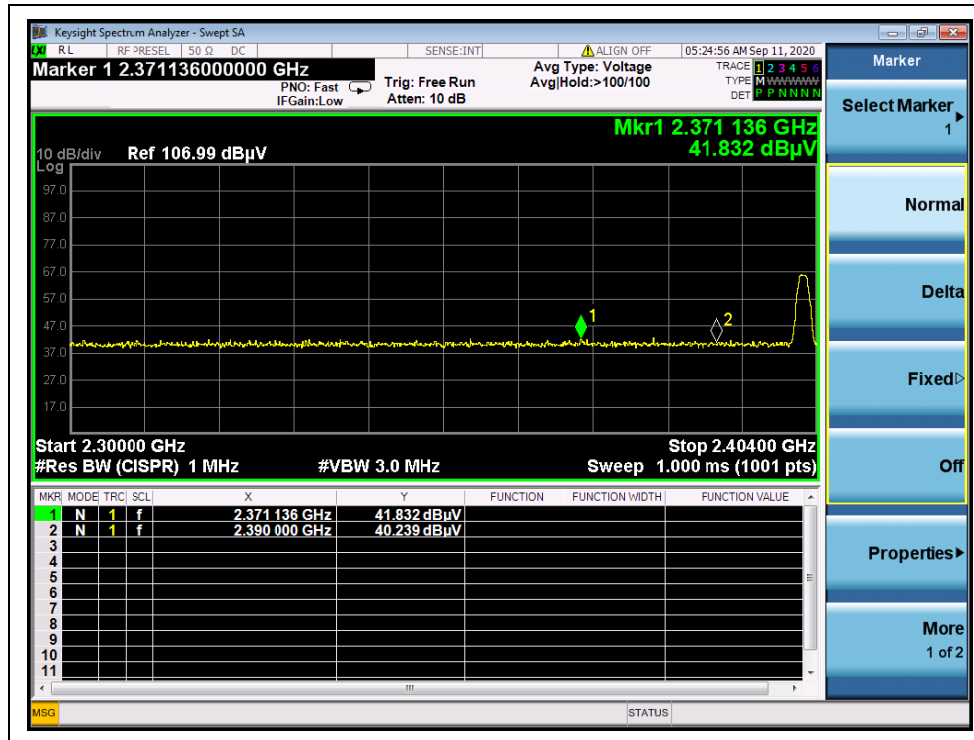 Keysight Spectrum Analyzer - Swept SA
LXI RL RF PRESEL 50 Ω DC SENSE:INT ALIGN OFF 05:24:56 AM Sep 11, 2020
Marker 1 2.371136000000 GHz
PNO: Fast
IFGain:Low
Trig: Free Run
Atten: 10 dB
Avg Type: Voltage
Avg|Hold:>100/100
TRACE 1 2 3 4 5 6
TYPE M WWWWW
DET P P N N N N
Mkr1 2.371 136 GHz
41.832 dBµV
10 dB/div Ref 106.99 dBµV
Log
97.0
87.0
77.0
67.0
57.0
47.0
37.0
27.0
17.0
1
2
Start 2.30000 GHz Stop 2.40400 GHz
#Res BW (CISPR) 1 MHz #VBW 3.0 MHz Sweep 1.000 ms (1001 pts)
MKR MODE TRC SCL X Y FUNCTION FUNCTION WIDTH FUNCTION VALUE
1 N 1 f 2.371 136 GHz 41.832 dBµV
2 N 1 f 2.390 000 GHz 40.239 dBµV
3
4
5
6
7
8
9
10
11
MSG STATUS
Marker
Select Marker
1
Normal
Delta
Fixed
Off
Properties
More
1 of 2